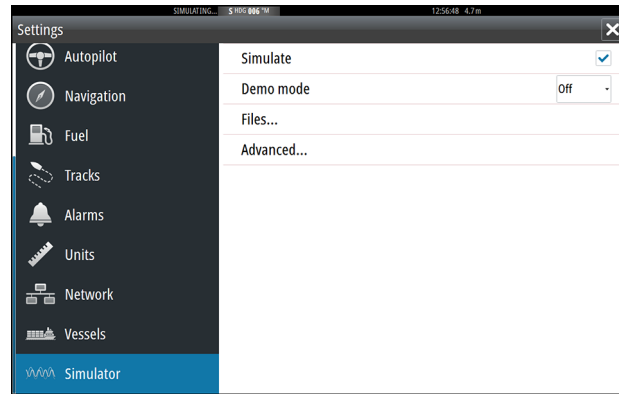 SIMULATING... S HDG 006 °M 12:56:48 4.7 m
Settings
Autopilot
Simulate
Navigation
Demo mode Off
Fuel
Files...
Advanced...
Tracks
Alarms
Units
Network
Vessels
Simulator